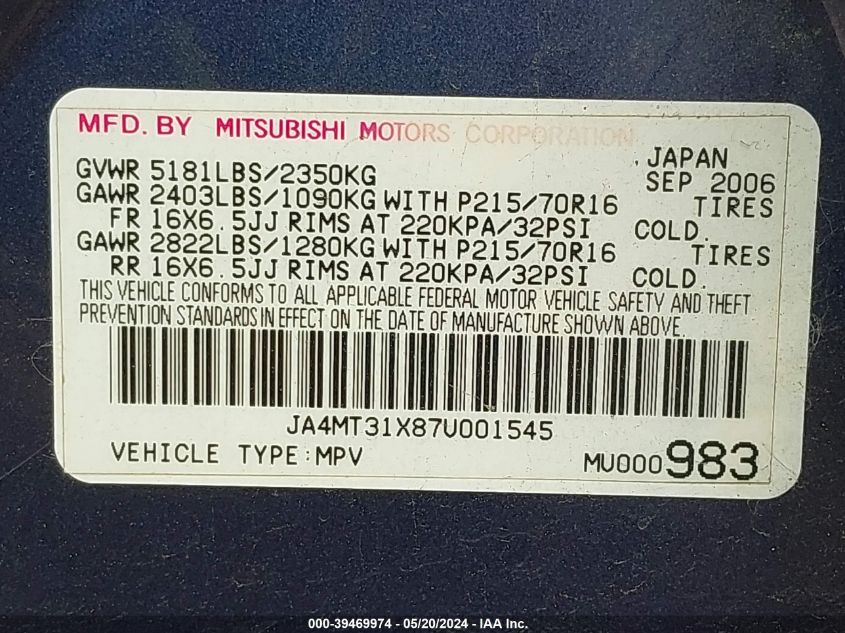 MFD. BY MITSUBISHI MOTORS CORPORATION
JAPAN
GVWR 5181LBS/2350KG SEP 2006
GAWR 2403LBS/1090KG WITH P215/70R16 TIRES
FR 16X6.5JJ RIMS AT 220KPA/32PSI COLD.
GAWR 2822LBS/1280KG WITH P215/70R16 TIRES
RR 16X6.5JJ RIMS AT 220KPA/32PSI COLD.
THIS VEHICLE CONFORMS TO ALL APPLICABLE FEDERAL MOTOR VEHICLE SAFETY AND THEFT
PREVENTION STANDARDS IN EFFECT ON THE DATE OF MANUFACTURE SHOWN ABOVE.
JA4MT31X87U001545
VEHICLE TYPE:MPV MU000983
000-39469974 - 05/20/2024 - IAA Inc.